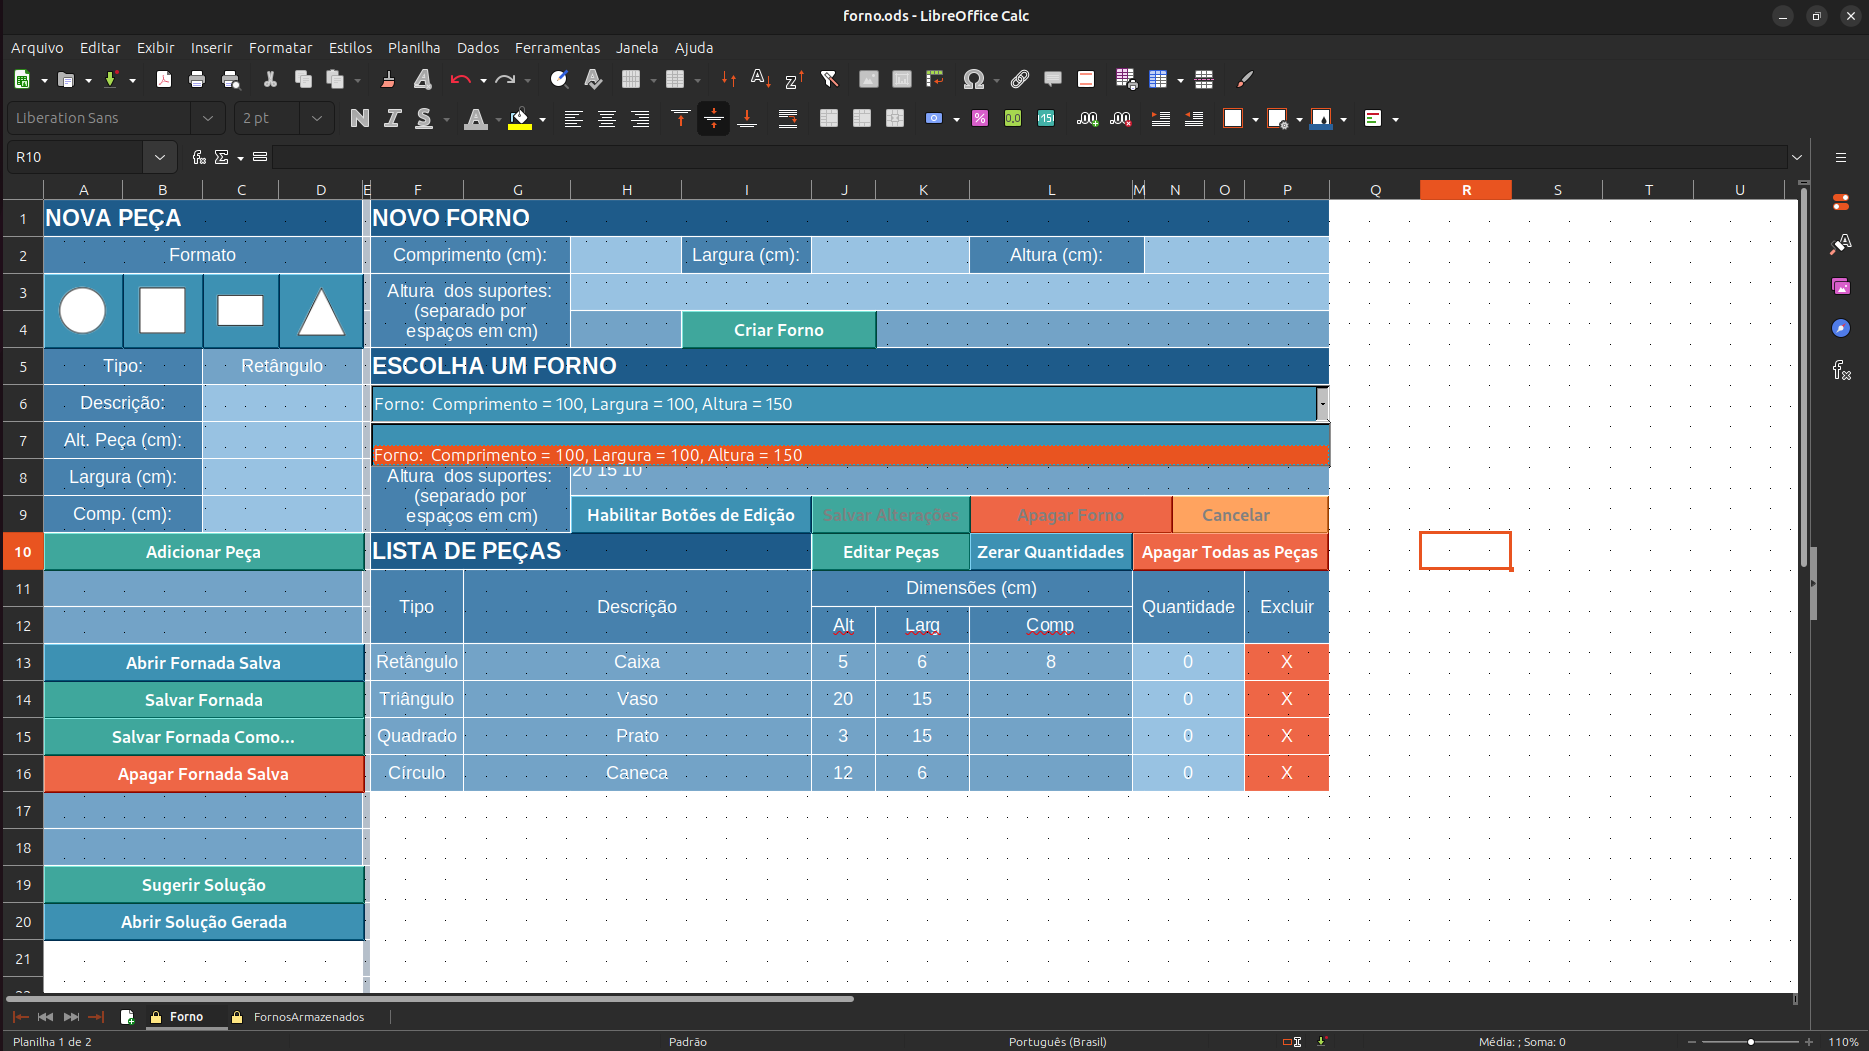 forno.ods - LibreOffice Calc
Arquivo Editar Exibir Inserir Formatar Estilos Planilha Dados Ferramentas Janela Ajuda
Liberation Sans 2 pt
R10
A B C D E F G H I J K L M N O P Q R S T U
1 NOVA PEÇA NOVO FORNO
2 Formato Comprimento (cm): Largura (cm): Altura (cm):
3 Altura dos suportes:
(separado por
4 espaços em cm) Criar Forno
5 Tipo: Retângulo ESCOLHA UM FORNO
6 Descrição: Forno: Comprimento = 100, Largura = 100, Altura = 150
7 Alt. Peça (cm):
Forno: Comprimento = 100, Largura = 100, Altura = 150
20 15 10
8 Largura (cm): Altura dos suportes:
(separado por
9 Comp. (cm): espaços em cm) Habilitar Botões de Edição Salvar Alterações Apagar Forno Cancelar
10 Adicionar Peça LISTA DE PEÇAS Editar Peças Zerar Quantidades Apagar Todas as Peças
11 Dimensões (cm)
Tipo Descrição Quantidade Excluir
12 Alt Larg Comp
13 Abrir Fornada Salva Retângulo Caixa 5 6 8 0 X
14 Salvar Fornada Triângulo Vaso 20 15 0 X
15 Salvar Fornada Como... Quadrado Prato 3 15 0 X
16 Apagar Fornada Salva Círculo Caneca 12 6 0 X
17
18
19 Sugerir Solução
20 Abrir Solução Gerada
21
Forno FornosArmazenados
Planilha 1 de 2 Padrão Português (Brasil) Média: ; Soma: 0 110%